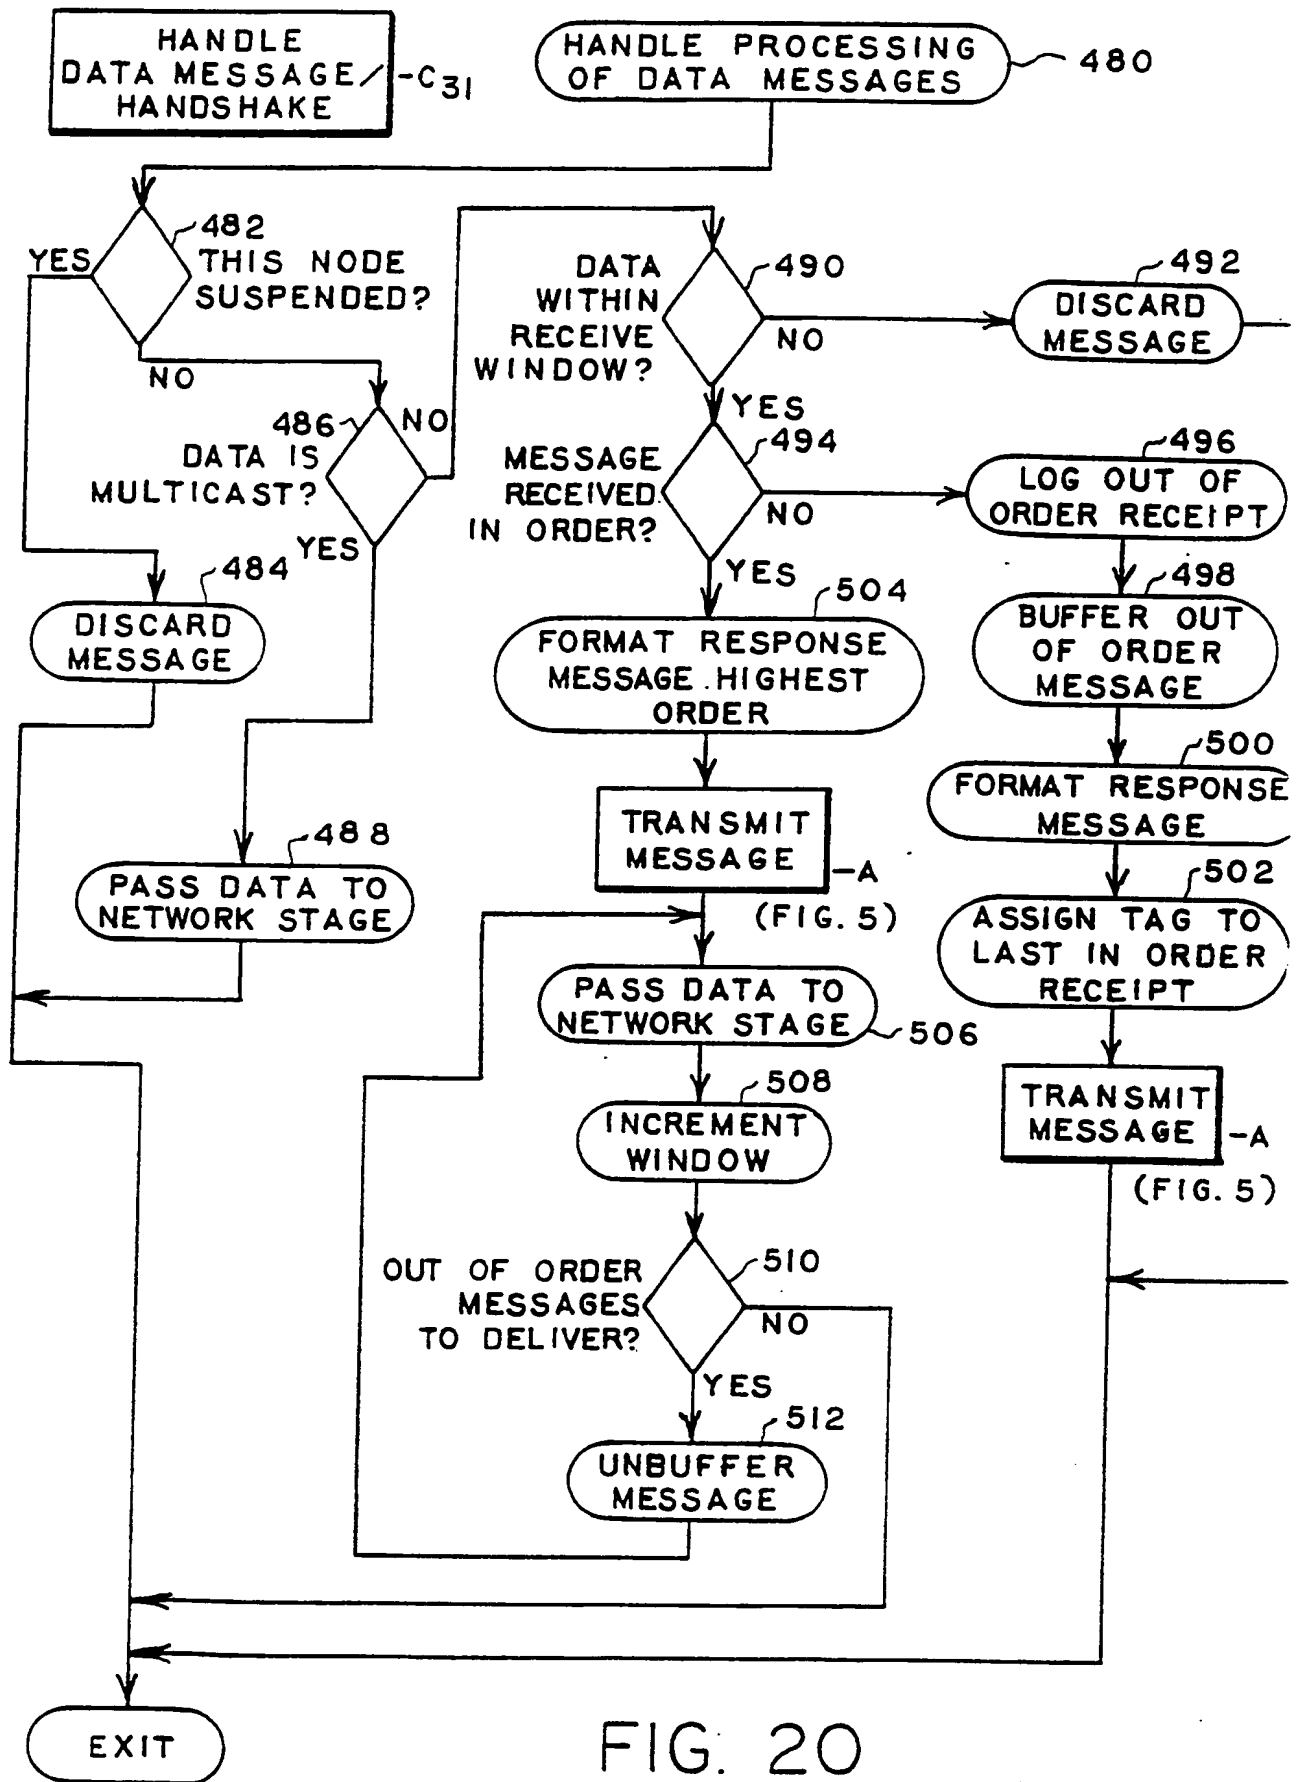 HANDLE
DATA MESSAGE
HANDSHAKE
-C31
HANDLE PROCESSING
OF DATA MESSAGES
480
482
YES
THIS NODE
SUSPENDED?
NO
486
NO
DATA IS
MULTICAST?
YES
484
DISCARD
MESSAGE
488
PASS DATA TO
NETWORK STAGE
DATA
WITHIN
RECEIVE
WINDOW?
490
NO
YES
492
DISCARD
MESSAGE
494
MESSAGE
RECEIVED
IN ORDER?
NO
YES
496
LOG OUT OF
ORDER RECEIPT
498
BUFFER OUT
OF ORDER
MESSAGE
500
FORMAT RESPONSE
MESSAGE
502
ASSIGN TAG TO
LAST IN ORDER
RECEIPT
TRANSMIT
MESSAGE
-A
(FIG. 5)
504
FORMAT RESPONSE
MESSAGE HIGHEST
ORDER
TRANSMIT
MESSAGE
-A
(FIG. 5)
PASS DATA TO
NETWORK STAGE
506
508
INCREMENT
WINDOW
510
OUT OF ORDER
MESSAGES
TO DELIVER?
NO
YES
512
UNBUFFER
MESSAGE
EXIT
FIG. 20